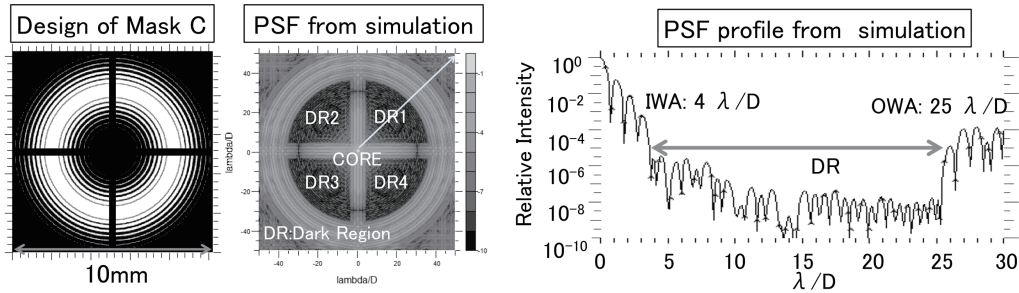 Design of Mask C
10mm
PSF from simulation
lambda/D
40
20
0
-20
-40
DR2
DR1
CORE
DR3
DR4
DR:Dark Region
-40
-20
0
20
40
lambda/D
-1
-4
-7
-10
PSF profile from simulation
Relative Intensity
10^0
10^-2
10^-4
10^-6
10^-8
10^-10
IWA: 4 λ/D
OWA: 25 λ/D
DR
0 5 10 15 20 25 30
λ/D